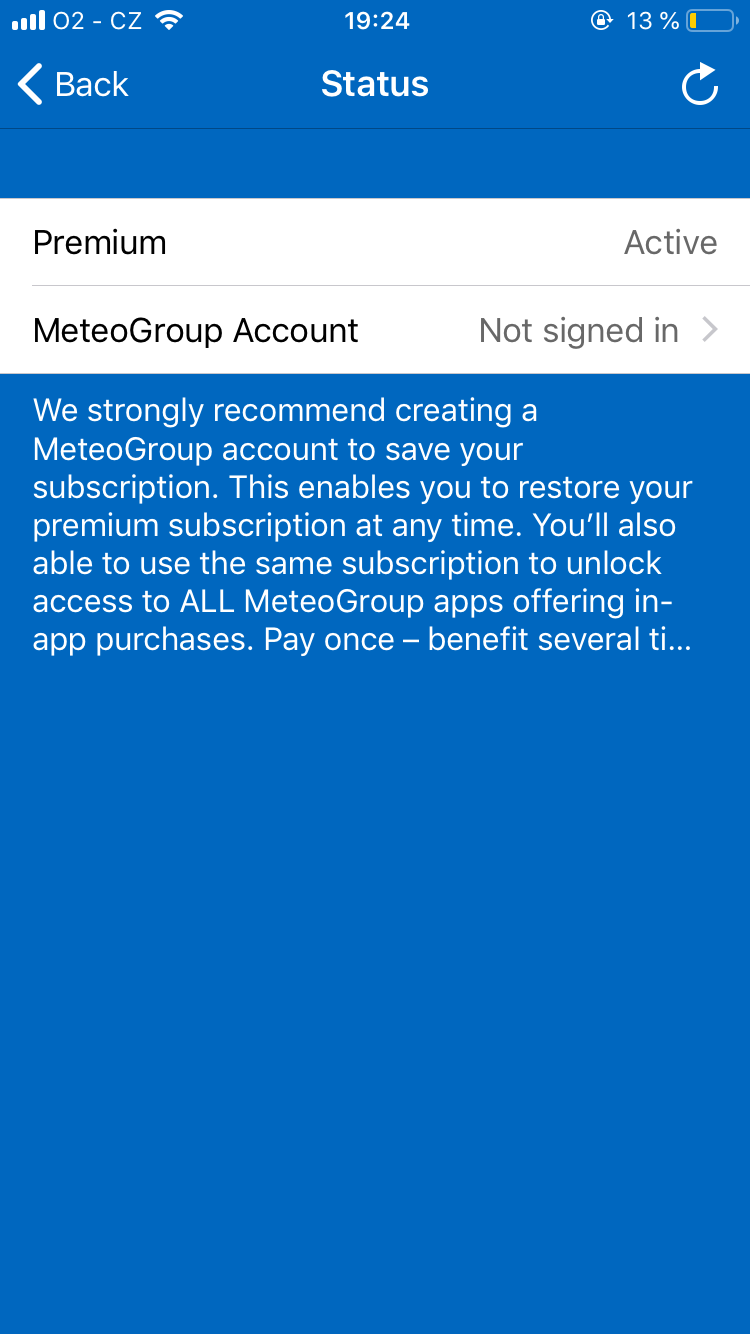 O2 - CZ 19:24 13 %
Back Status
Premium Active
MeteoGroup Account Not signed in
We strongly recommend creating a
MeteoGroup account to save your
subscription. This enables you to restore your
premium subscription at any time. You’ll also
able to use the same subscription to unlock
access to ALL MeteoGroup apps offering in-
app purchases. Pay once – benefit several ti...